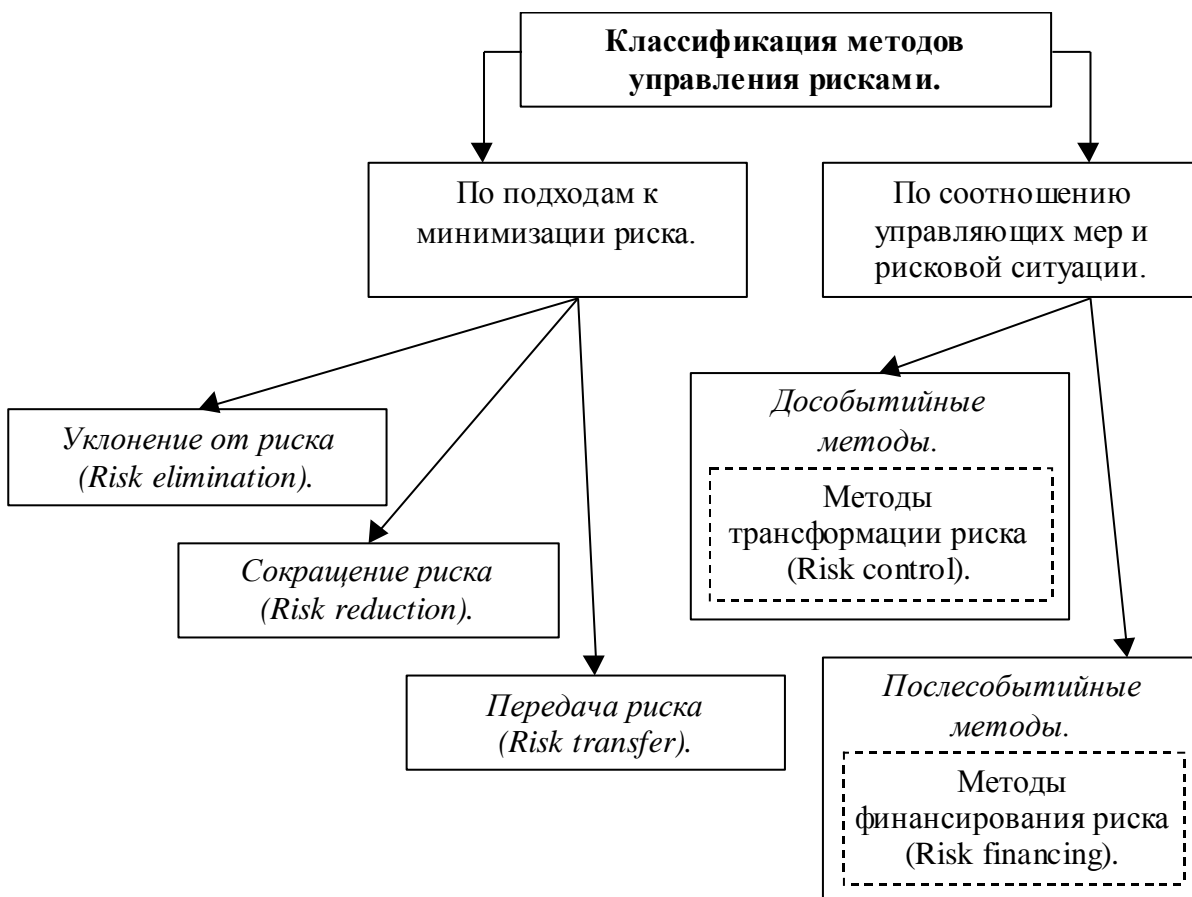 Классификация методов
управления рисками.
По подходам к
минимизации риска.
По соотношению
управляющих мер и
рисковой ситуации.
Уклонение от риска
(Risk elimination).
Сокращение риска
(Risk reduction).
Передача риска
(Risk transfer).
Дособытийные
методы.
Методы
трансформации риска
(Risk control).
Послесобытийные
методы.
Методы
финансирования риска
(Risk financing).